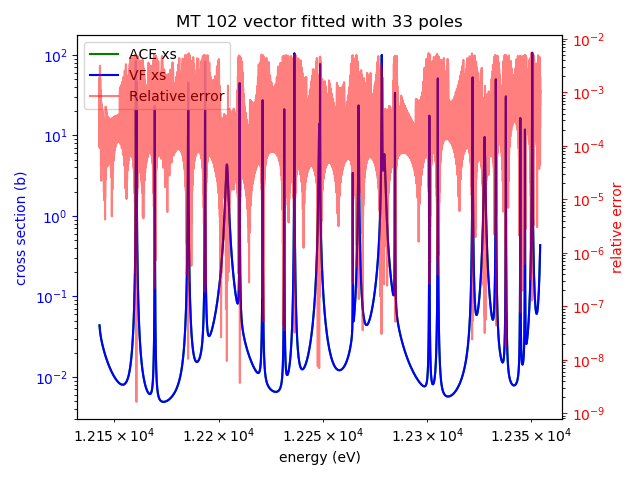 MT 102 vector fitted with 33 poles
ACE xs
VF xs
Relative error
10²
10¹
10⁰
10⁻¹
10⁻²
cross section (b)
10⁻²
10⁻³
10⁻⁴
10⁻⁵
10⁻⁶
10⁻⁷
10⁻⁸
10⁻⁹
relative error
1.215 × 10⁴ 1.22 × 10⁴ 1.225 × 10⁴ 1.23 × 10⁴ 1.235 × 10⁴
energy (eV)